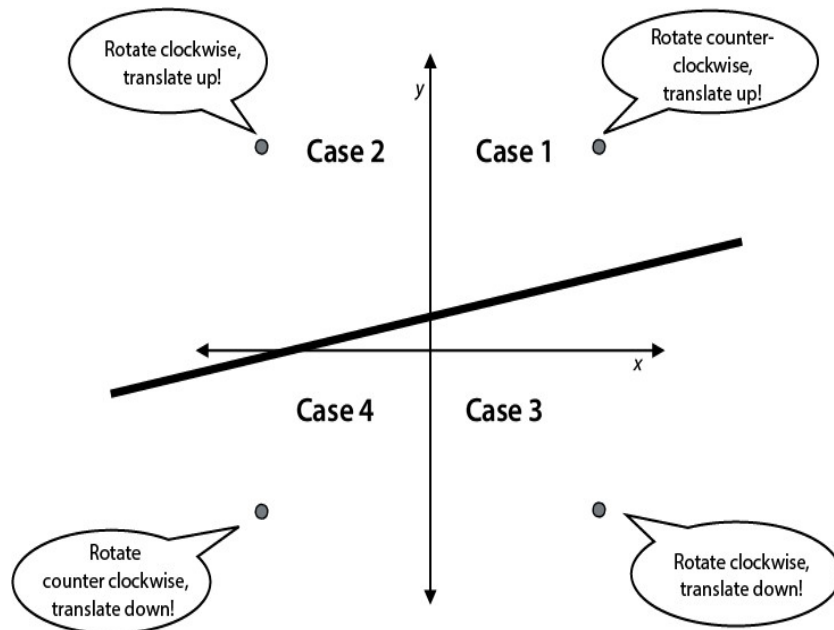 Rotate clockwise,
translate up!
Rotate counter-
clockwise,
translate up!
y
Case 2
Case 1
x
Case 4
Case 3
Rotate
counter clockwise,
translate down!
Rotate clockwise,
translate down!